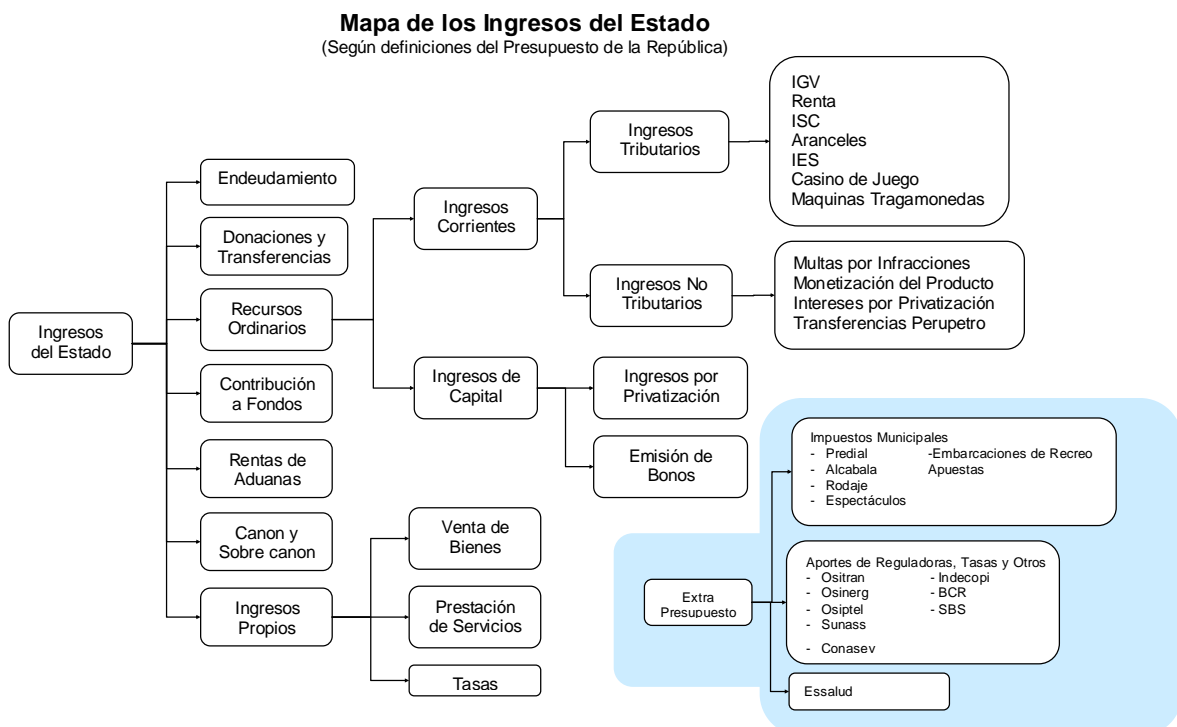 Mapa de los Ingresos del Estado
(Según definiciones del Presupuesto de la República)
Ingresos
del Estado
Endeudamiento
Donaciones y
Transferencias
Recursos
Ordinarios
Contribución
a Fondos
Rentas de
Aduanas
Canon y
Sobre canon
Ingresos
Propios
Ingresos
Corrientes
Ingresos de
Capital
Venta de
Bienes
Prestación
de Servicios
Tasas
Ingresos
Tributarios
Ingresos No
Tributarios
Ingresos por
Privatización
Emisión de
Bonos
IGV
Renta
ISC
Aranceles
IES
Casino de Juego
Maquinas Tragamonedas
Multas por Infracciones
Monetización del Producto
Intereses por Privatización
Transferencias Perupetro
Extra
Presupuesto
Impuestos Municipales
- Predial -Embarcaciones de Recreo
- Alcabala Apuestas
- Rodaje
- Espectáculos
Aportes de Reguladoras, Tasas y Otros
- Ositran - Indecopi
- Osinerg - BCR
- Osiptel - SBS
- Sunass
- Conasev
Essalud